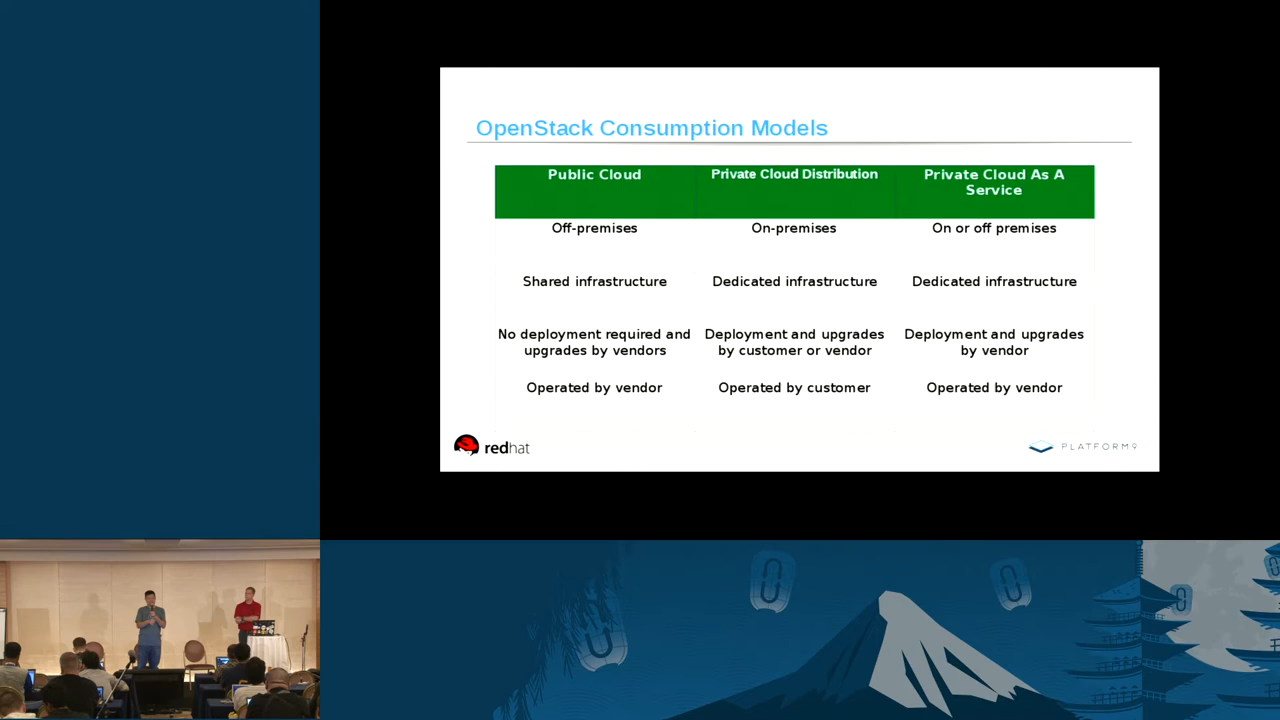 OpenStack Consumption Models
Public Cloud
Private Cloud Distribution
Private Cloud As A
Service
Off-premises
On-premises
On or off premises
Shared infrastructure
Dedicated infrastructure
Dedicated infrastructure
No deployment required and
upgrades by vendors
Deployment and upgrades
by customer or vendor
Deployment and upgrades
by vendor
Operated by vendor
Operated by customer
Operated by vendor
redhat
PLATFORM9